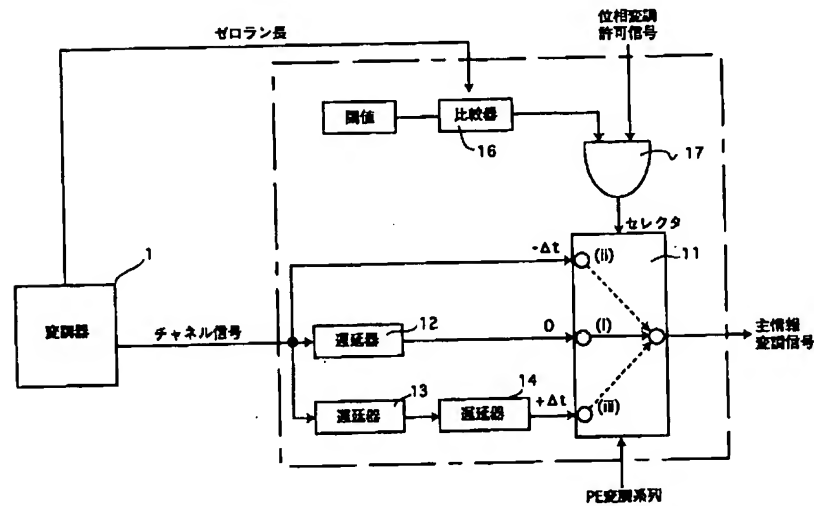 ゼロラン長
位相変調
許可信号
閾値
比較器
16
17
セレクタ
1
-Δt
(ii)
11
変調器
チャネル信号
12
遅延器
0
(i)
主情報
変調信号
13
遅延器
14
遅延器
+Δt
(iii)
PE変調系列